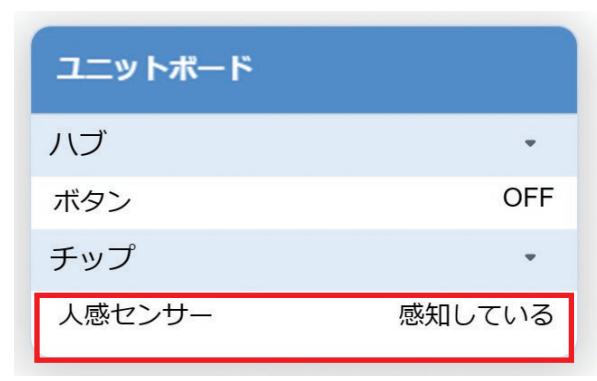 ユニットボード
ハブ
ボタン OFF
チップ
人感センサー 感知している